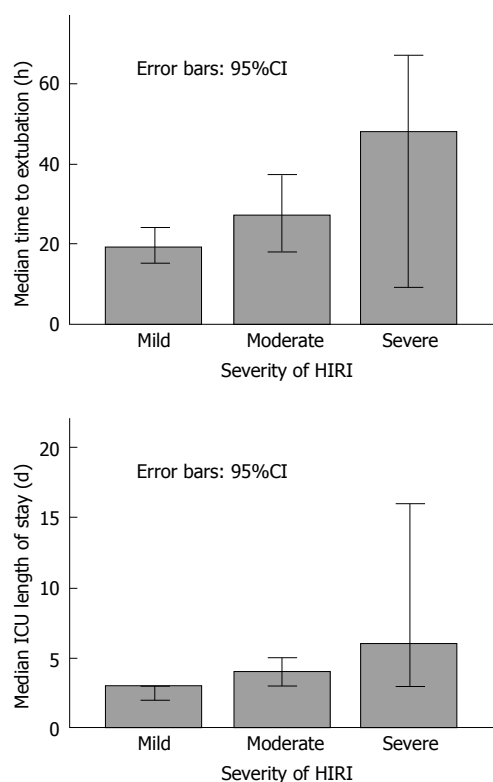 Error bars: 95%CI
Median time to extubation (h)
60
40
20
0
Mild Moderate Severe
Severity of HIRI
Error bars: 95%CI
Median ICU length of stay (d)
20
15
10
5
0
Mild Moderate Severe
Severity of HIRI